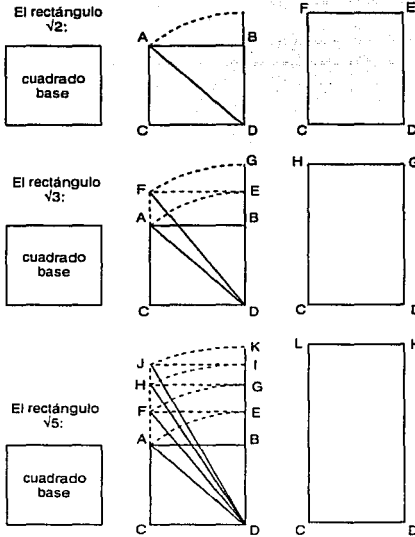 El rectángulo
√2:
cuadrado
base
A
B
C
D
F
E
C
D
El rectángulo
√3:
cuadrado
base
G
F
E
A
B
C
D
H
G
C
D
El rectángulo
√5:
cuadrado
base
K
J
I
H
G
F
E
A
B
C
D
L
C
D